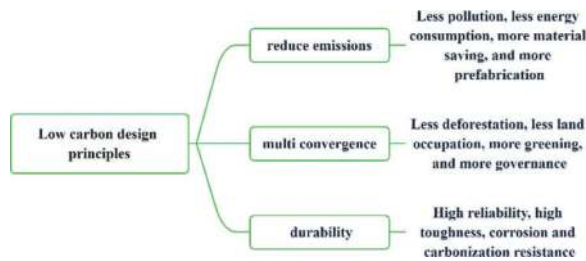 Low carbon design
principles
reduce emissions
Less pollution, less energy
consumption, more material
saving, and more
prefabrication
multi convergence
Less deforestation, less land
occupation, more greening,
and more governance
durability
High reliability, high
toughness, corrosion and
carbonization resistance